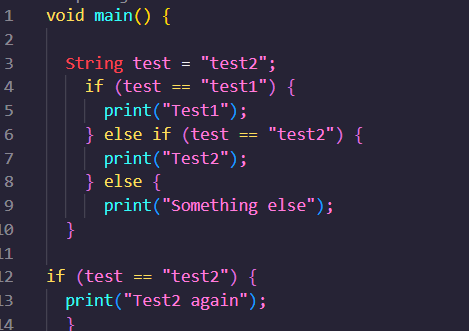 1 void main() {
2
3 String test = "test2";
4 if (test == "test1") {
5 print("Test1");
6 } else if (test == "test2") {
7 print("Test2");
8 } else {
9 print("Something else");
10 }
11
12 if (test == "test2") {
13 print("Test2 again");
14 }